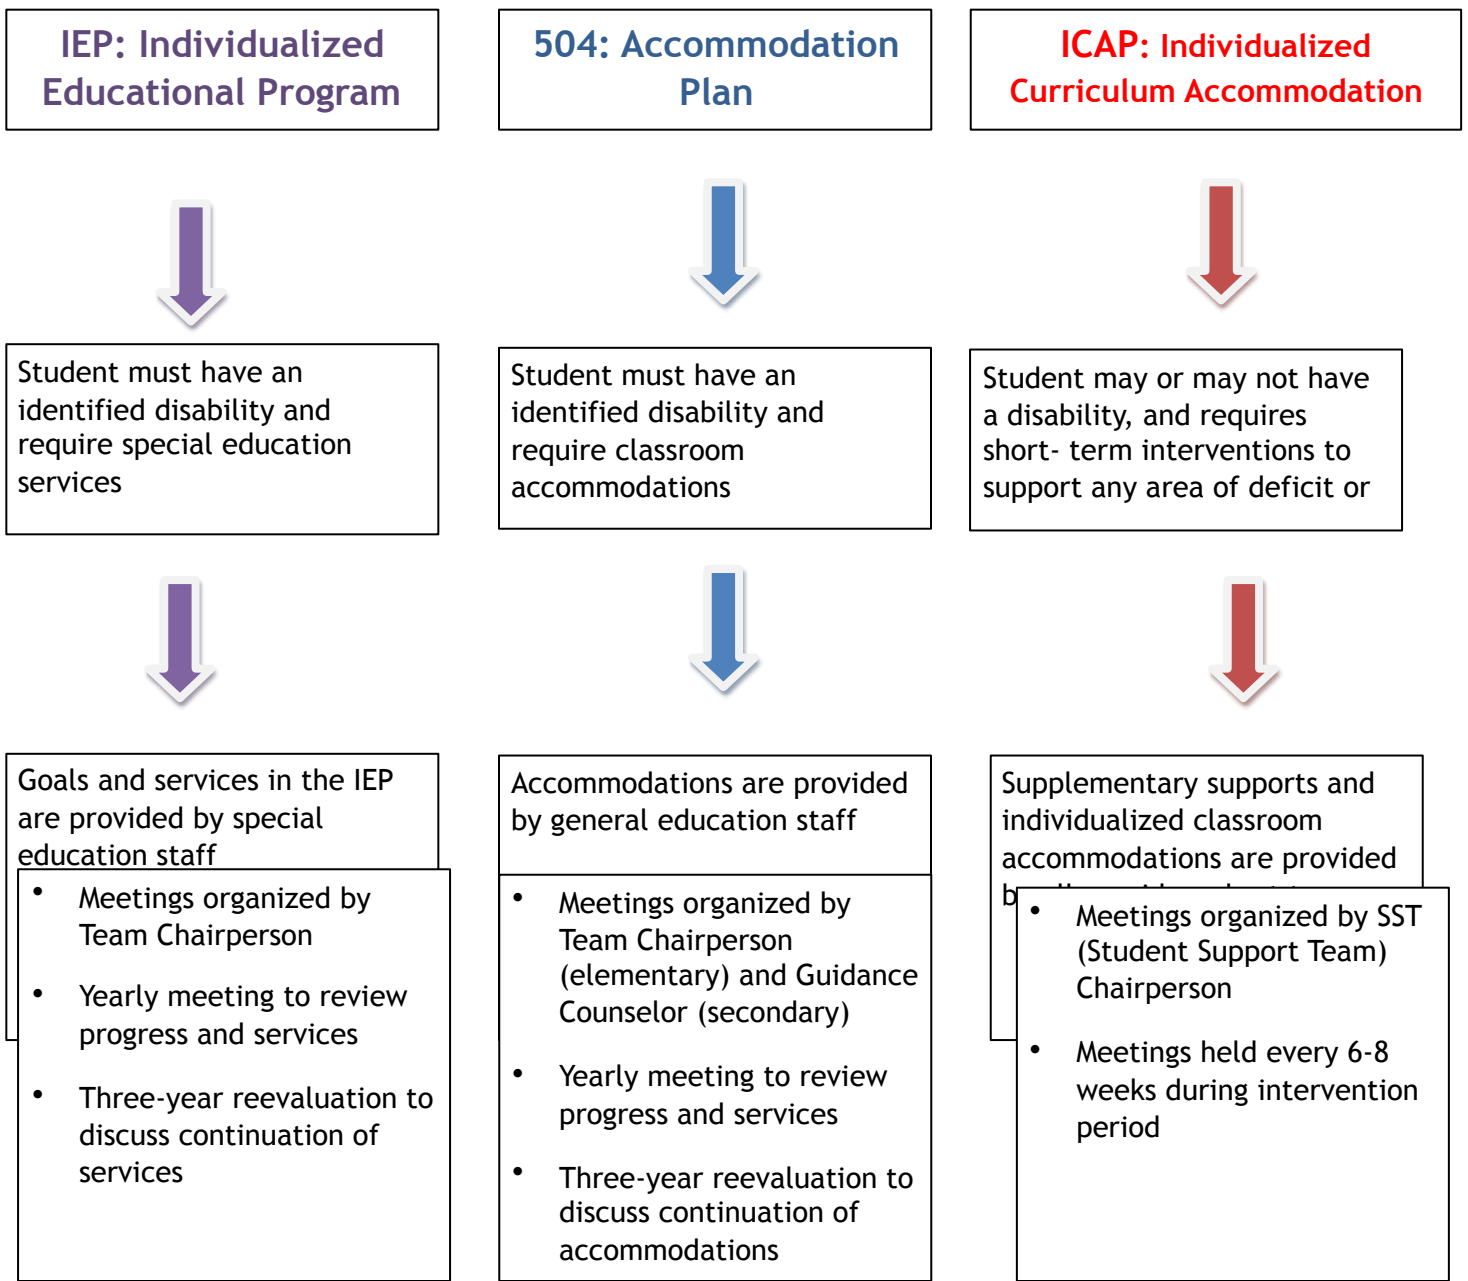 IEP: Individualized
Educational Program
Student must have an
identified disability and
require special education
services
Goals and services in the IEP
are provided by special
education staff
• Meetings organized by
Team Chairperson
• Yearly meeting to review
progress and services
• Three-year reevaluation to
discuss continuation of
services
504: Accommodation
Plan
Student must have an
identified disability and
require classroom
accommodations
Accommodations are provided
by general education staff
• Meetings organized by
Team Chairperson
(elementary) and Guidance
Counselor (secondary)
• Yearly meeting to review
progress and services
• Three-year reevaluation to
discuss continuation of
accommodations
ICAP: Individualized
Curriculum Accommodation
Student may or may not have
a disability, and requires
short- term interventions to
support any area of deficit or
Supplementary supports and
individualized classroom
accommodations are provided
• Meetings organized by SST
(Student Support Team)
Chairperson
• Meetings held every 6-8
weeks during intervention
period